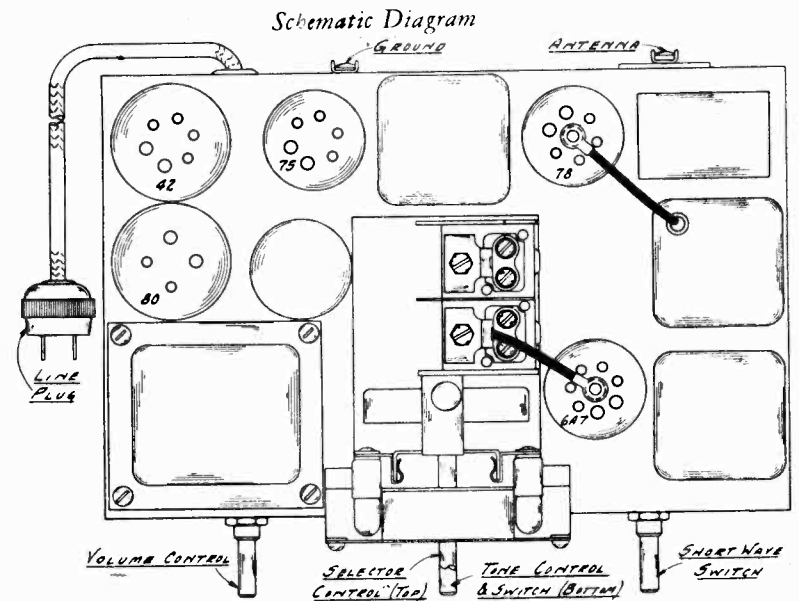 Schematic Diagram
GROUND
ANTENNA
42
75
78
80
6A7
LINE
PLUG
VOLUME CONTROL
SELECTOR
CONTROL (TOP)
TONE CONTROL
& SWITCH (BOTTOM)
SHORT WAVE
SWITCH